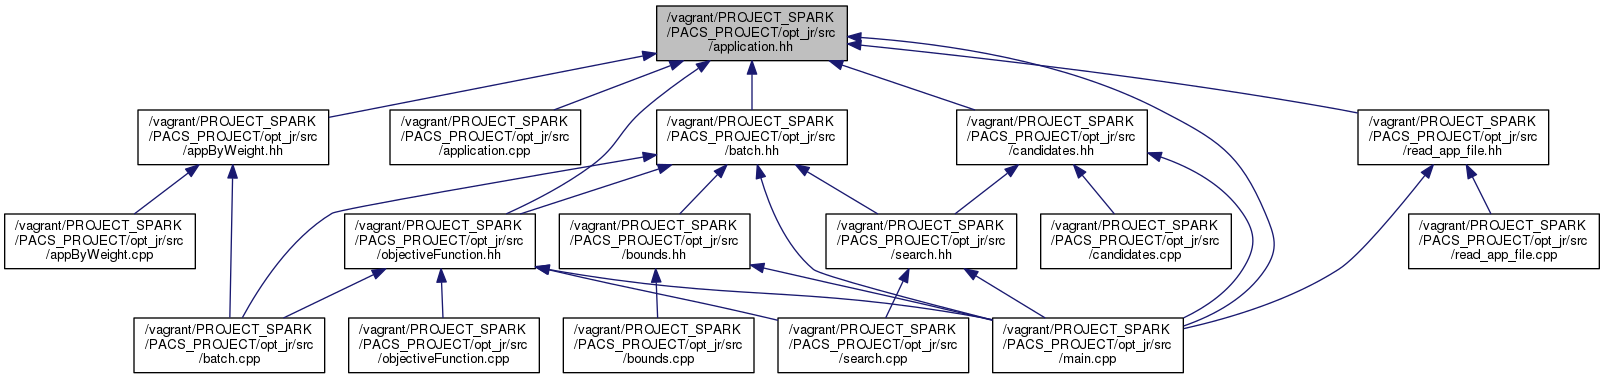 /vagrant/PROJECT_SPARK
/PACS_PROJECT/opt_jr/src
/application.hh
/vagrant/PROJECT_SPARK
/PACS_PROJECT/opt_jr/src
/appByWeight.hh
/vagrant/PROJECT_SPARK
/PACS_PROJECT/opt_jr/src
/application.cpp
/vagrant/PROJECT_SPARK
/PACS_PROJECT/opt_jr/src
/batch.hh
/vagrant/PROJECT_SPARK
/PACS_PROJECT/opt_jr/src
/candidates.hh
/vagrant/PROJECT_SPARK
/PACS_PROJECT/opt_jr/src
/read_app_file.hh
/vagrant/PROJECT_SPARK
/PACS_PROJECT/opt_jr/src
/appByWeight.cpp
/vagrant/PROJECT_SPARK
/PACS_PROJECT/opt_jr/src
/objectiveFunction.hh
/vagrant/PROJECT_SPARK
/PACS_PROJECT/opt_jr/src
/bounds.hh
/vagrant/PROJECT_SPARK
/PACS_PROJECT/opt_jr/src
/search.hh
/vagrant/PROJECT_SPARK
/PACS_PROJECT/opt_jr/src
/candidates.cpp
/vagrant/PROJECT_SPARK
/PACS_PROJECT/opt_jr/src
/read_app_file.cpp
/vagrant/PROJECT_SPARK
/PACS_PROJECT/opt_jr/src
/batch.cpp
/vagrant/PROJECT_SPARK
/PACS_PROJECT/opt_jr/src
/objectiveFunction.cpp
/vagrant/PROJECT_SPARK
/PACS_PROJECT/opt_jr/src
/bounds.cpp
/vagrant/PROJECT_SPARK
/PACS_PROJECT/opt_jr/src
/search.cpp
/vagrant/PROJECT_SPARK
/PACS_PROJECT/opt_jr/src
/main.cpp